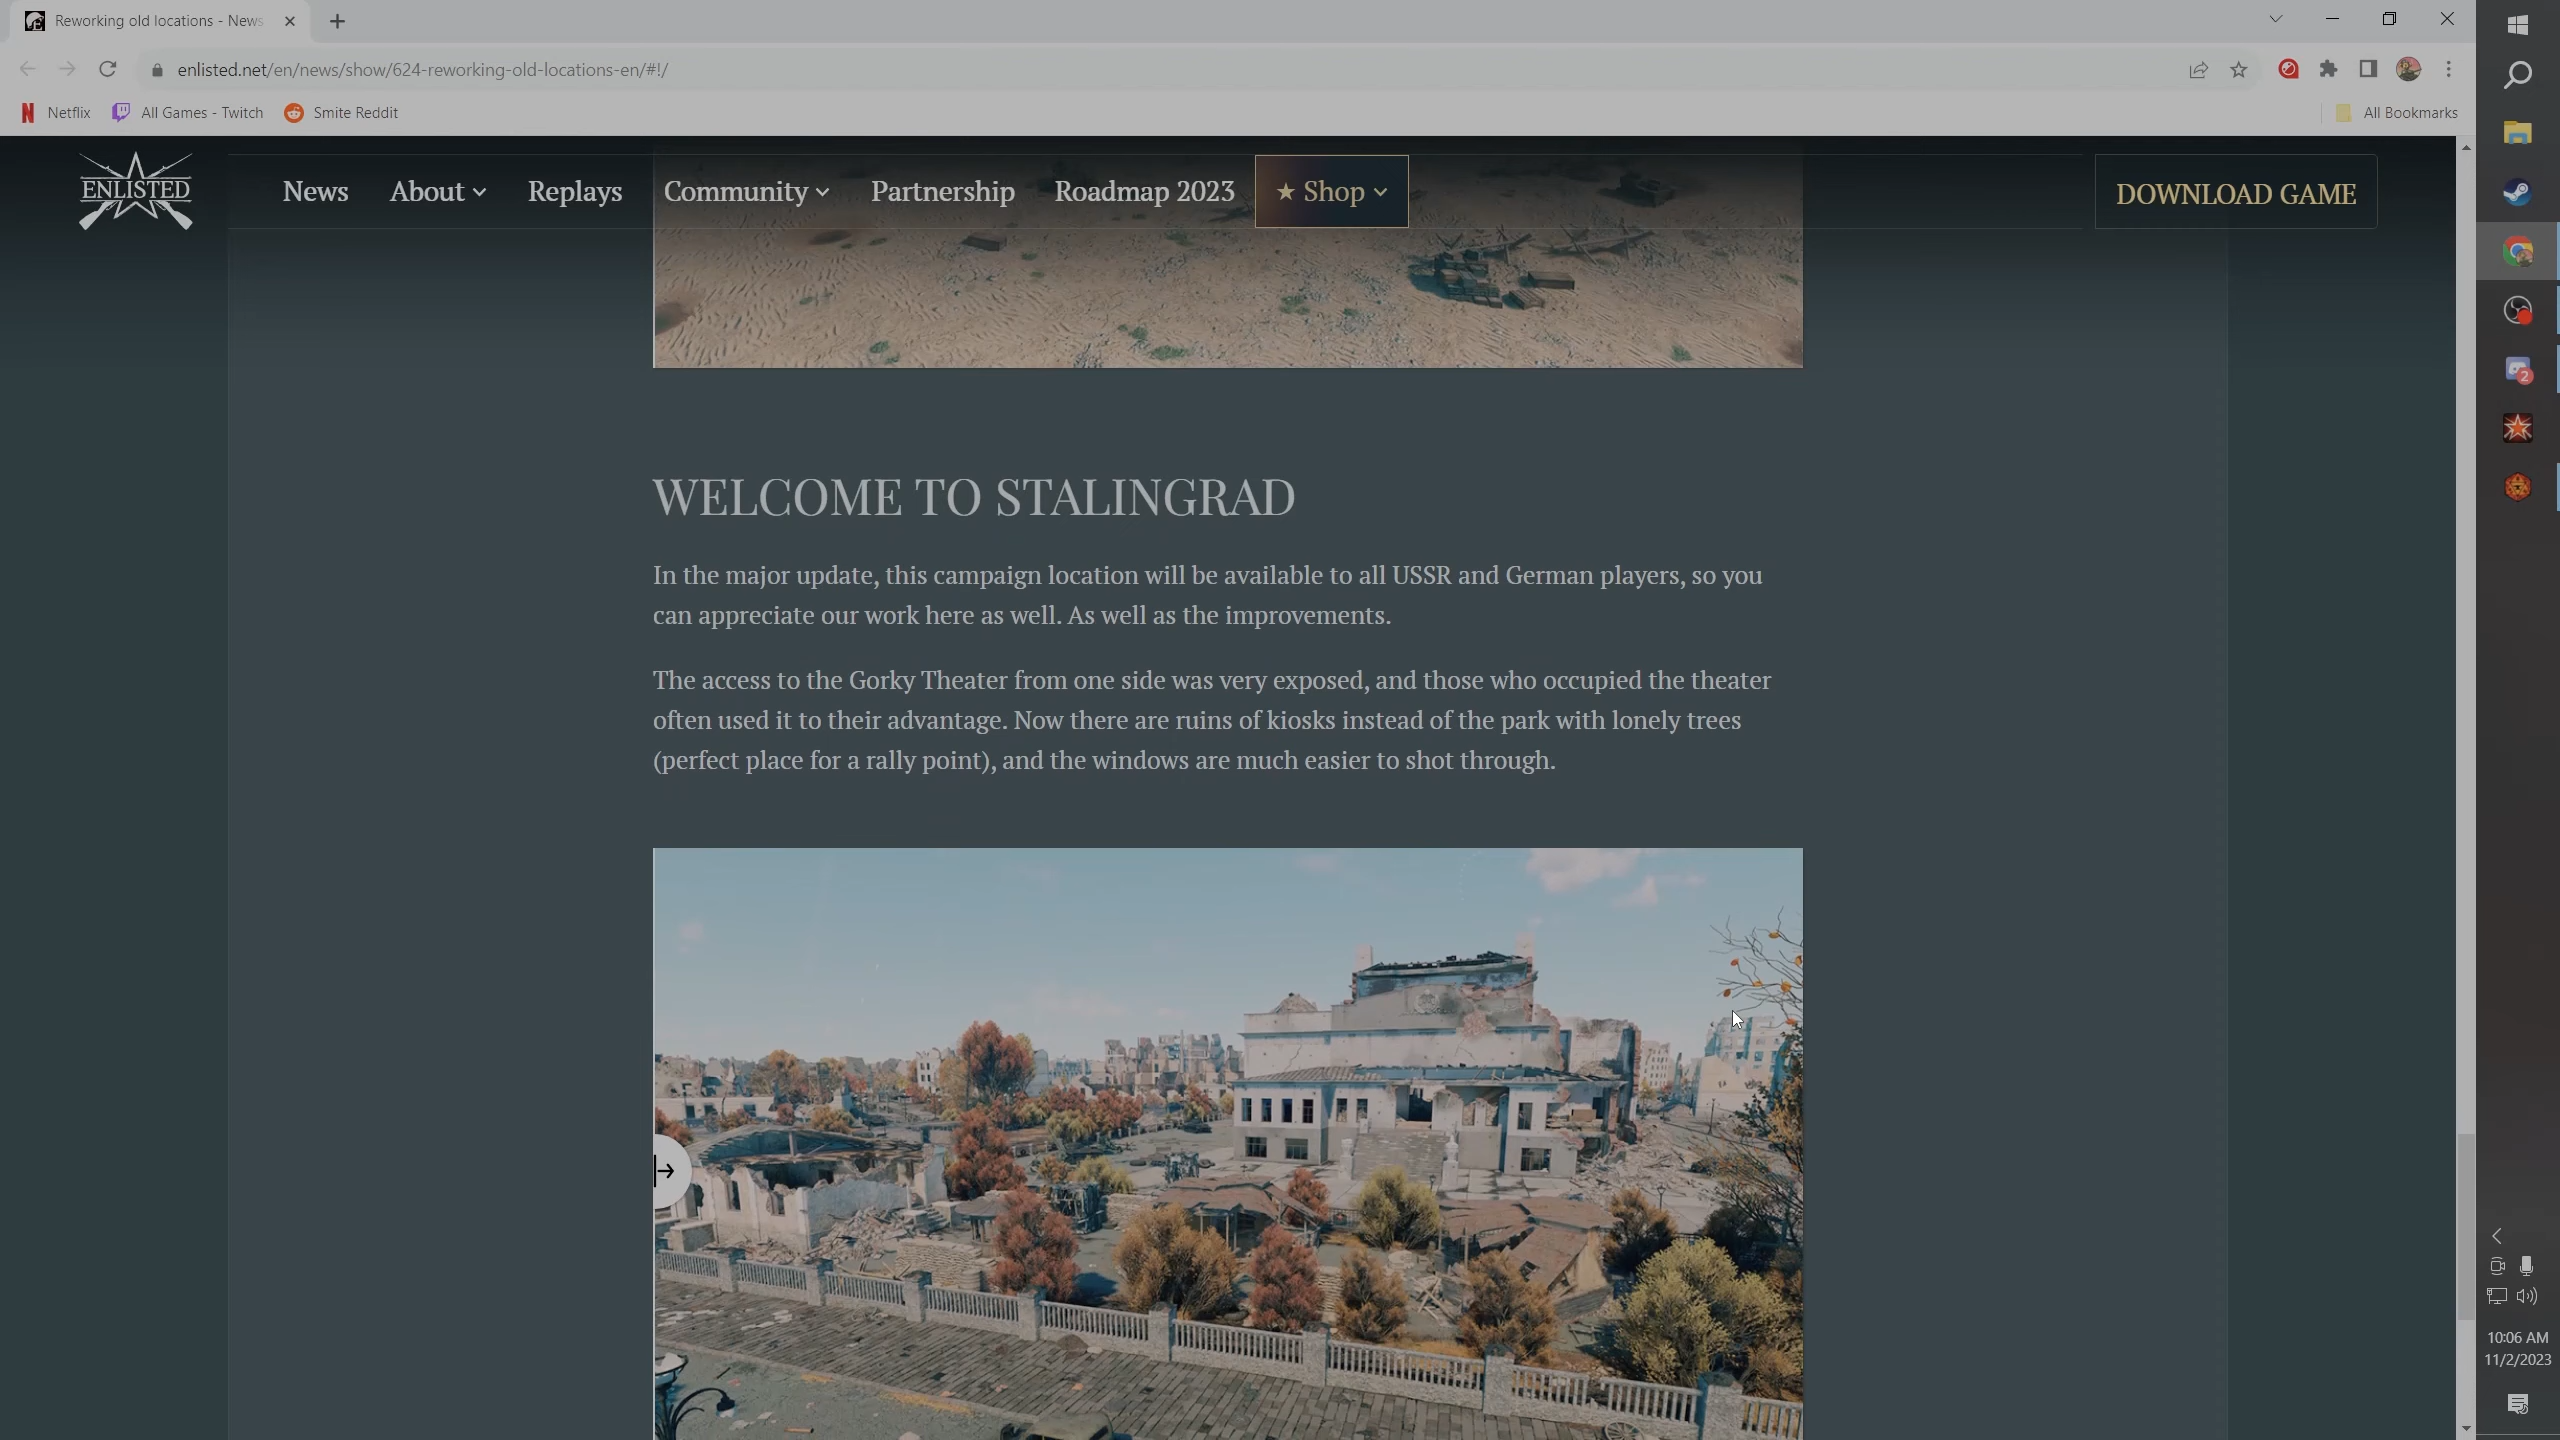 Reworking old locations - News
enlisted.net/en/news/show/624-reworking-old-locations-en/#!/
Netflix
All Games - Twitch
Smite Reddit
All Bookmarks
ENLISTED
News
About
Replays
Community
Partnership
Roadmap 2023
★ Shop
DOWNLOAD GAME
WELCOME TO STALINGRAD
In the major update, this campaign location will be available to all USSR and German players, so you
can appreciate our work here as well. As well as the improvements.
The access to the Gorky Theater from one side was very exposed, and those who occupied the theater
often used it to their advantage. Now there are ruins of kiosks instead of the park with lonely trees
(perfect place for a rally point), and the windows are much easier to shot through.
2
10:06 AM
11/2/2023